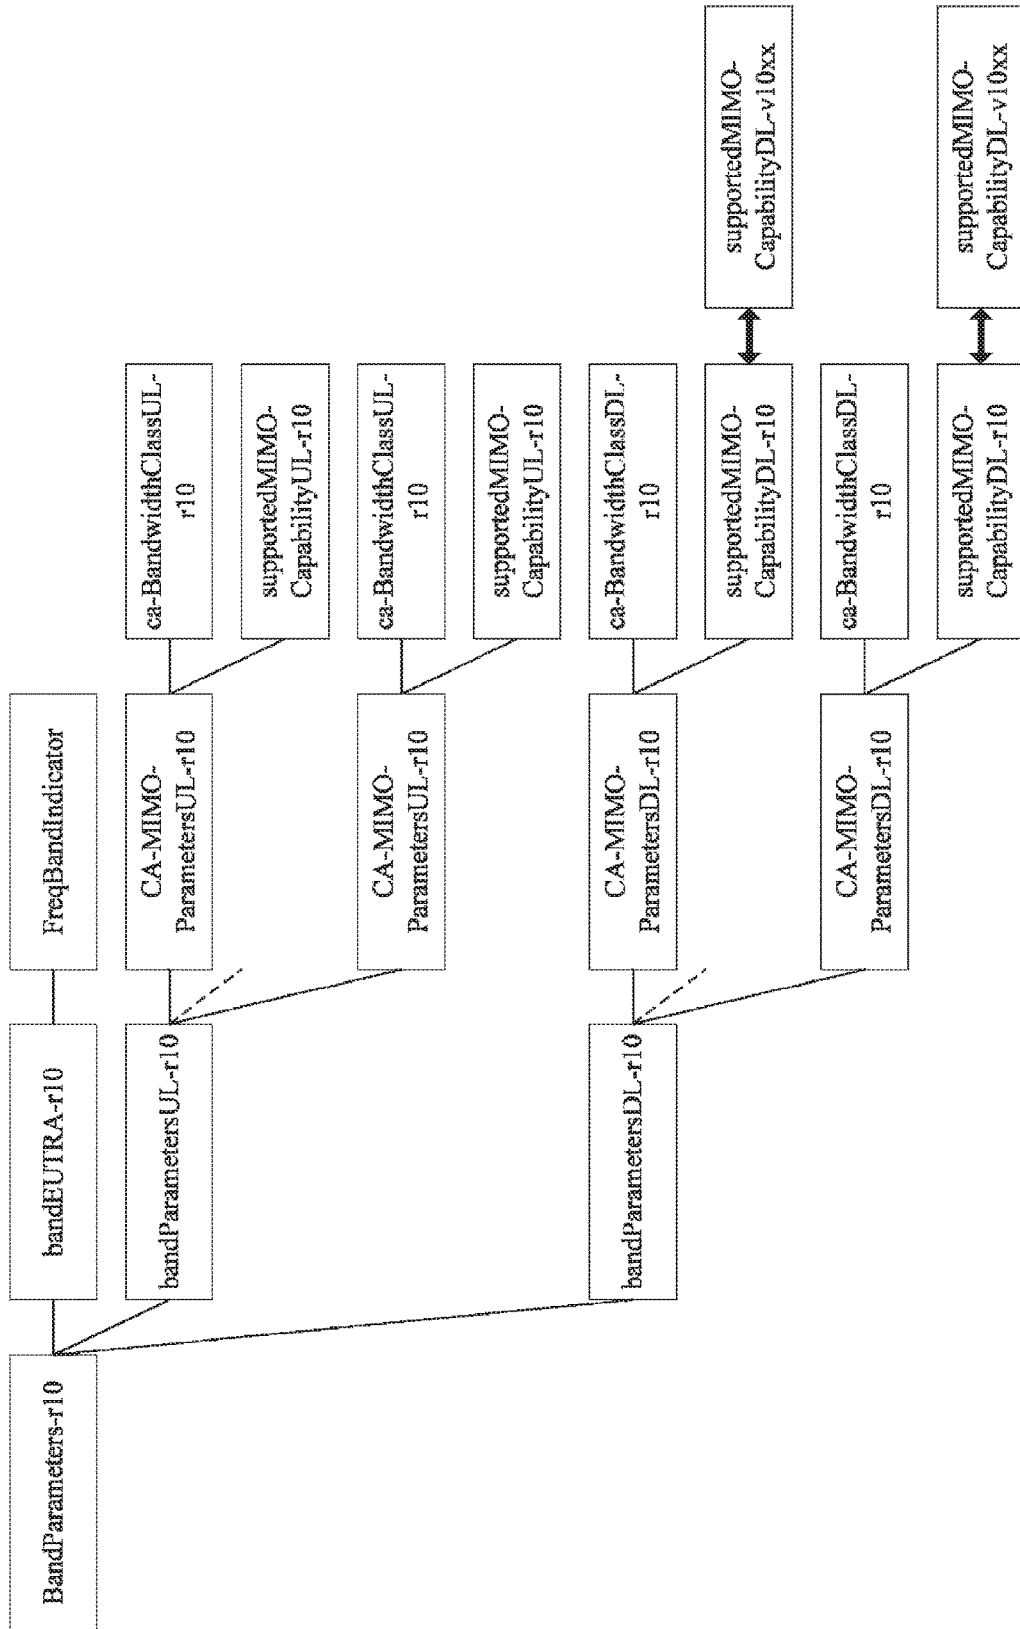 BandParameters-r10
bandEUTRA-r10
FreqBandIndicator
bandParametersUL-r10
CA-MIMO-
ParametersUL-r10
ca-BandwidthClassUL-
r10
supportedMIMO-
CapabilityUL-r10
CA-MIMO-
ParametersUL-r10
ca-BandwidthClassUL-
r10
supportedMIMO-
CapabilityUL-r10
bandParametersDL-r10
CA-MIMO-
ParametersDL-r10
ca-BandwidthClassDL-
r10
supportedMIMO-
CapabilityDL-r10
supportedMIMO-
CapabilityDL-v10xx
CA-MIMO-
ParametersDL-r10
ca-BandwidthClassDL-
r10
supportedMIMO-
CapabilityDL-r10
supportedMIMO-
CapabilityDL-v10xx